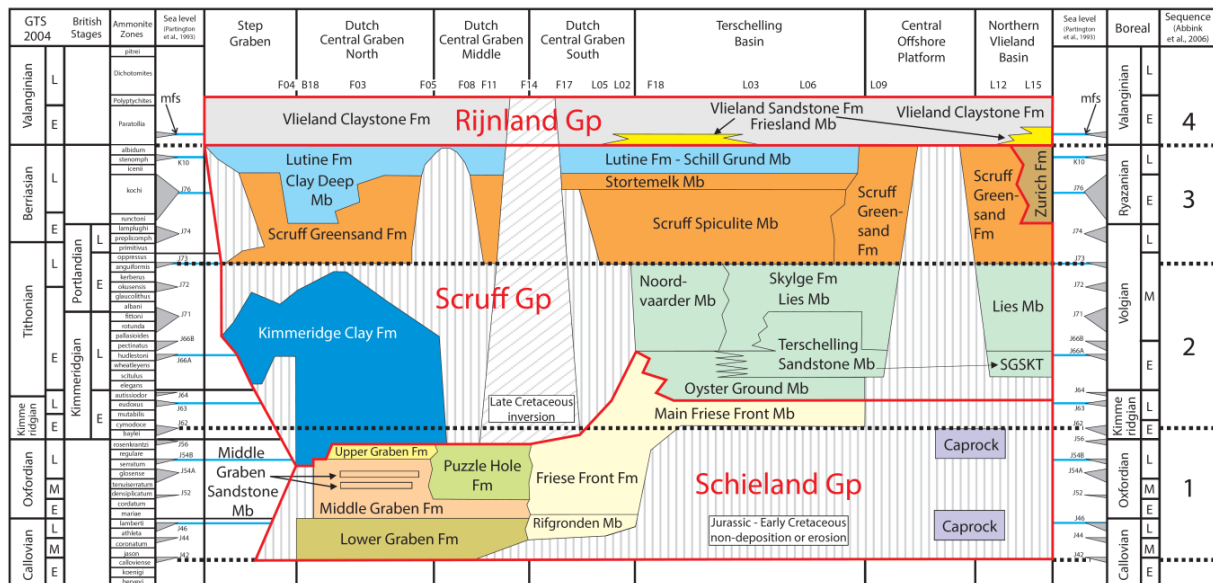 GTS
2004
British
Stages
Ammonite
Zones
Sea level
(Partington
et al., 1993)
Step
Graben
Dutch
Central Graben
North
Dutch
Central Graben
Middle
Dutch
Central Graben
South
Terschelling
Basin
Central
Offshore
Platform
Northern
Vlieland
Basin
Sea level
(Partington
et al., 1993)
Boreal
Sequence
(Abbink
et al., 2006)
F04 B18 F03 F05 F08 F11 F14 F17 L05 L02 F18 L03 L06 L09 L12 L15
Valanginian
L
E
Berriasian
L
E
Tithonian
L
E
Kimme
ridgian
L
E
Oxfordian
L
M
E
Callovian
L
M
E
Portlandian
L
E
Kimmeridgian
L
E
pitrei
Dichotomites
Polyptychites
Paratollia
albidum
stenomph
icenii
kochi
runctoni
lamplughi
preplicomph
primitivus
oppressus
anguiformis
kerberus
okusensis
glaucolithus
albani
fittoni
rotunda
pallasioides
pectinatus
hudlestoni
wheatleyens
scitulus
elegans
autissiodor
eudoxus
mutabilis
cymodoce
baylei
rosenkrantzi
regulare
serratum
glosense
tenuiserratum
densiplicatum
cordatum
mariae
lamberti
athleta
coronatum
jason
calloviense
koenigi
herveyi
mfs
K10
J76
J74
J73
J72
J71
J66B
J66A
J64
J63
J62
J56
J54B
J54A
J52
J46
J44
J42
Vlieland Claystone Fm
Rijnland Gp
Vlieland Sandstone Fm
Friesland Mb
Vlieland Claystone Fm
Lutine Fm
Clay Deep
Mb
Lutine Fm - Schill Grund Mb
Stortemelk Mb
Scruff Greensand Fm
Scruff Spiculite Mb
Scruff
Green-
sand
Fm
Scruff
Green-
sand
Fm
Zurich Fm
Scruff Gp
Kimmeridge Clay Fm
Noord-
vaarder Mb
Skylge Fm
Lies Mb
Lies Mb
Terschelling
Sandstone Mb
SGSKT
Oyster Ground Mb
Late Cretaceous
inversion
Main Friese Front Mb
Middle
Graben
Sandstone
Mb
Upper Graben Fm
Puzzle Hole
Fm
Friese Front Fm
Middle Graben Fm
Rifgronden Mb
Lower Graben Fm
Schieland Gp
Jurassic - Early Cretaceous
non-deposition or erosion
Caprock
Caprock
mfs
K10
J76
J74
J73
J72
J71
J66B
J66A
J64
J63
J62
J56
J54B
J54A
J52
J46
J44
J42
Valanginian
L
E
Ryazanian
L
E
Volgian
L
M
E
Kimme
ridgian
L
E
Oxfordian
L
M
E
Callovian
L
M
E
4
3
2
1